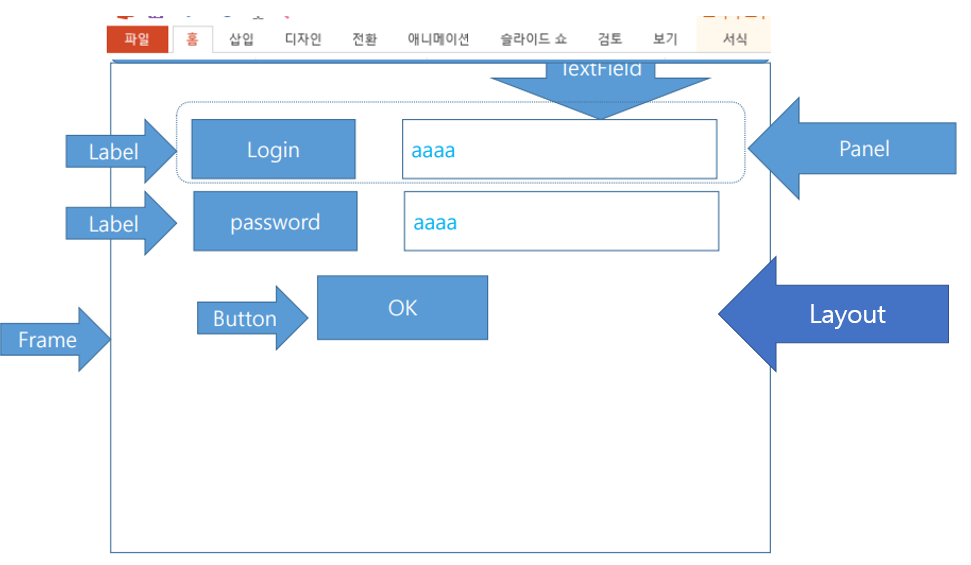 파일 홈 삽입 디자인 전환 애니메이션 슬라이드 쇼 검토 보기 서식
TextField
Label Login aaaa Panel
Label password aaaa
Button OK Layout
Frame